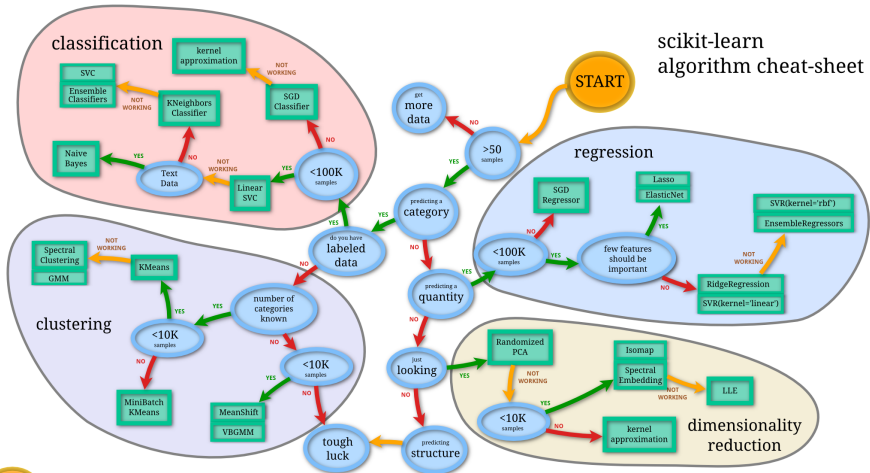 scikit-learn
algorithm cheat-sheet
START
get
more
data
NO
>50
samples
YES
predicting a
category
YES
NO
do you have
labeled
data
YES
NO
predicting a
quantity
YES
NO
just
looking
YES
NO
predicting
structure
tough
luck
classification
kernel
approximation
NOT
WORKING
SGD
Classifier
NO
<100K
samples
YES
Linear
SVC
NOT
WORKING
Text
Data
YES
NO
Naive
Bayes
KNeighbors
Classifier
NOT
WORKING
SVC
Ensemble
Classifiers
regression
SGD
Regressor
NO
<100K
samples
YES
few features
should be
important
YES
NO
Lasso
ElasticNet
SVR(kernel='rbf')
EnsembleRegressors
NOT
WORKING
RidgeRegression
SVR(kernel='linear')
clustering
Spectral
Clustering
GMM
NOT
WORKING
KMeans
YES
<10K
samples
NO
MiniBatch
KMeans
number of
categories
known
YES
NO
<10K
samples
YES
NO
MeanShift
VBGMM
dimensionality
reduction
Randomized
PCA
NOT
WORKING
<10K
samples
YES
NO
Isomap
Spectral
Embedding
NOT
WORKING
LLE
kernel
approximation